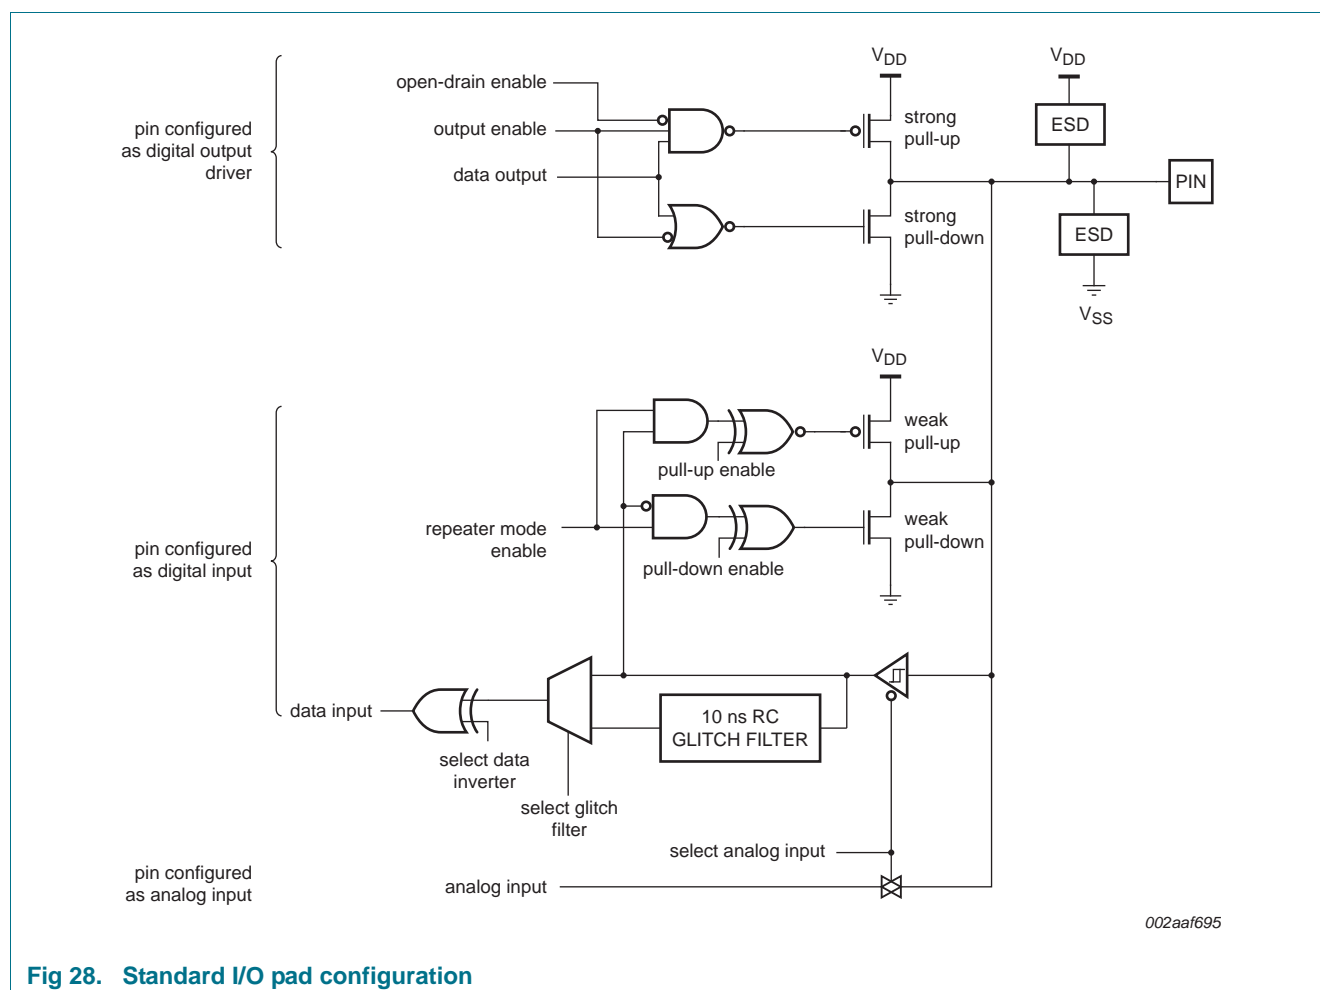 VDD
VDD
open-drain enable
strong
pull-up
ESD
pin configured
as digital output
driver
output enable
data output
PIN
strong
pull-down
ESD
VSS
VDD
weak
pull-up
pull-up enable
repeater mode
enable
weak
pull-down
pin configured
as digital input
pull-down enable
data input
10 ns RC
GLITCH FILTER
select data
inverter
select glitch
filter
select analog input
pin configured
as analog input
analog input
002aaf695
Fig 28. Standard I/O pad configuration